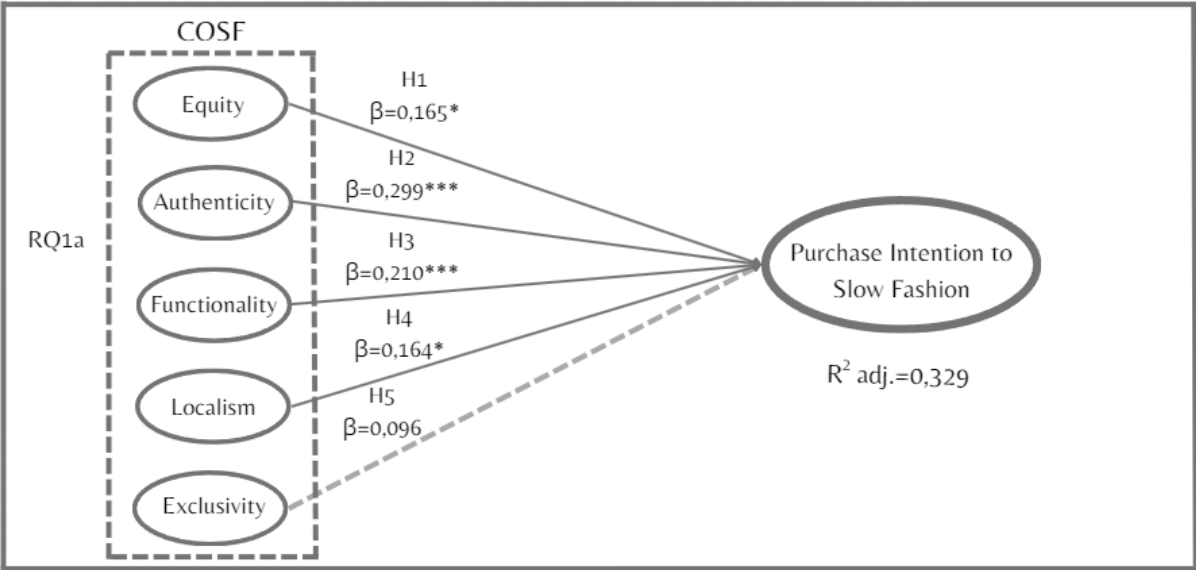 COSF
RQ1a
Equity
Authenticity
Functionality
Localism
Exclusivity
H1
β=0,165*
H2
β=0,299***
H3
β=0,210***
H4
β=0,164*
H5
β=0,096
Purchase Intention to
Slow Fashion
R² adj.=0,329